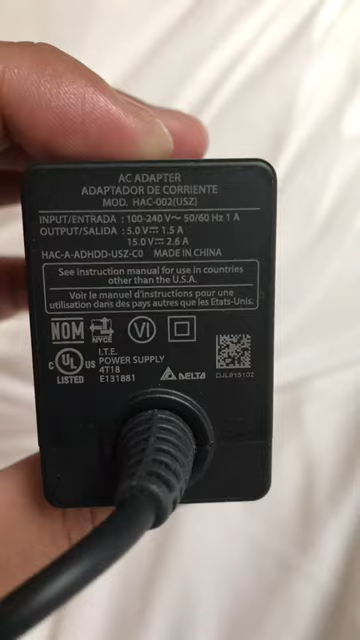 AC ADAPTER
ADAPTADOR DE CORRIENTE
MOD. HAC-002(USZ)
INPUT/ENTRADA : 100-240 V~ 50/60 Hz 1 A
OUTPUT/SALIDA : 5.0 V⎓ 1.5 A
15.0 V⎓ 2.6 A
HAC-A-ADHDD-USZ-C0 MADE IN CHINA
See instruction manual for use in countries
other than the U.S.A.
Voir le manuel d'instructions pour une
utilisation dans des pays autres que les Etats-Unis.
NOM NYCE VI
C UL US LISTED
I.T.E.
POWER SUPPLY
4T18
E131881
DELTA
DJL915102